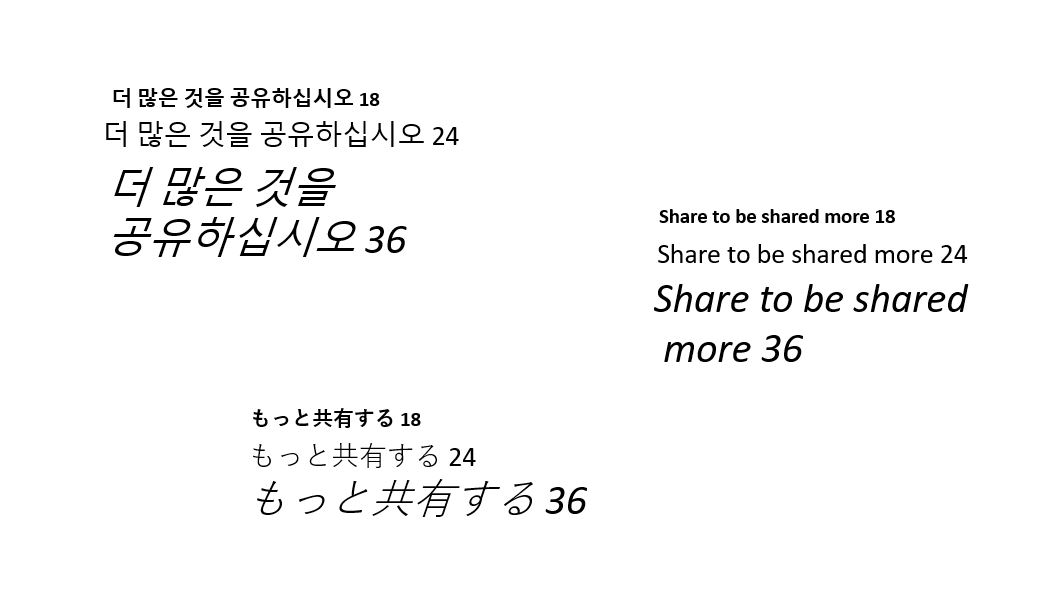 더 많은 것을 공유하십시오 18
더 많은 것을 공유하십시오 24
더 많은 것을
공유하십시오 36
Share to be shared more 18
Share to be shared more 24
Share to be shared
more 36
もっと共有する 18
もっと共有する 24
もっと共有する 36